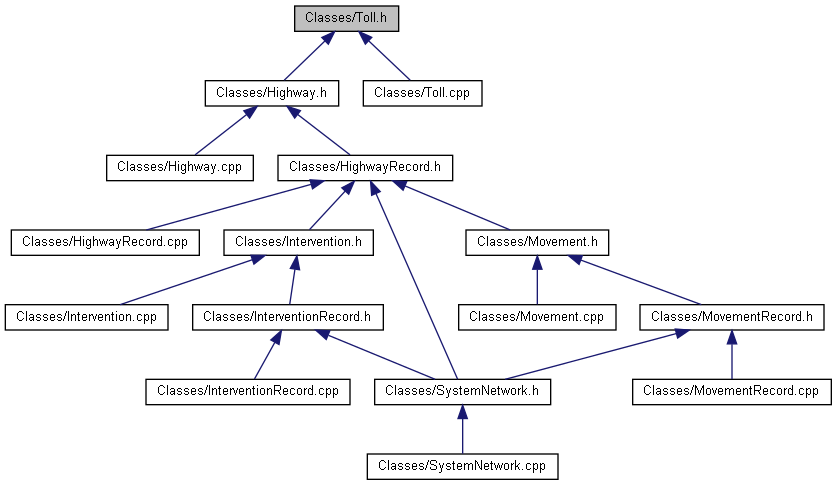 Classes/Toll.h
Classes/Highway.h
Classes/Toll.cpp
Classes/Highway.cpp
Classes/HighwayRecord.h
Classes/HighwayRecord.cpp
Classes/Intervention.h
Classes/Movement.h
Classes/Intervention.cpp
Classes/InterventionRecord.h
Classes/Movement.cpp
Classes/MovementRecord.h
Classes/InterventionRecord.cpp
Classes/SystemNetwork.h
Classes/MovementRecord.cpp
Classes/SystemNetwork.cpp